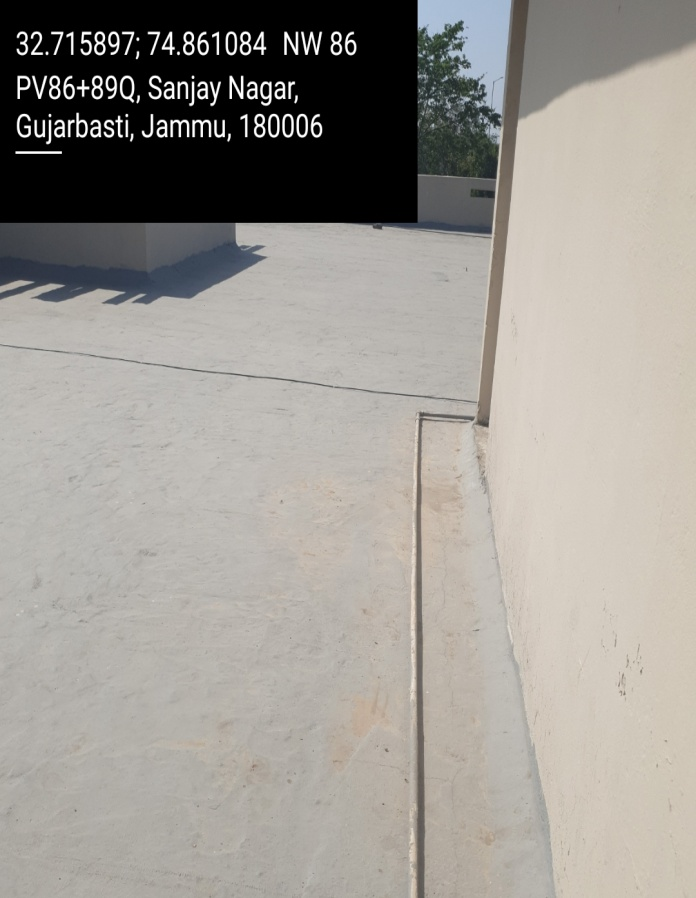 32.715897; 74.861084 NW 86
PV86+89Q, Sanjay Nagar,
Gujarbasti, Jammu, 180006